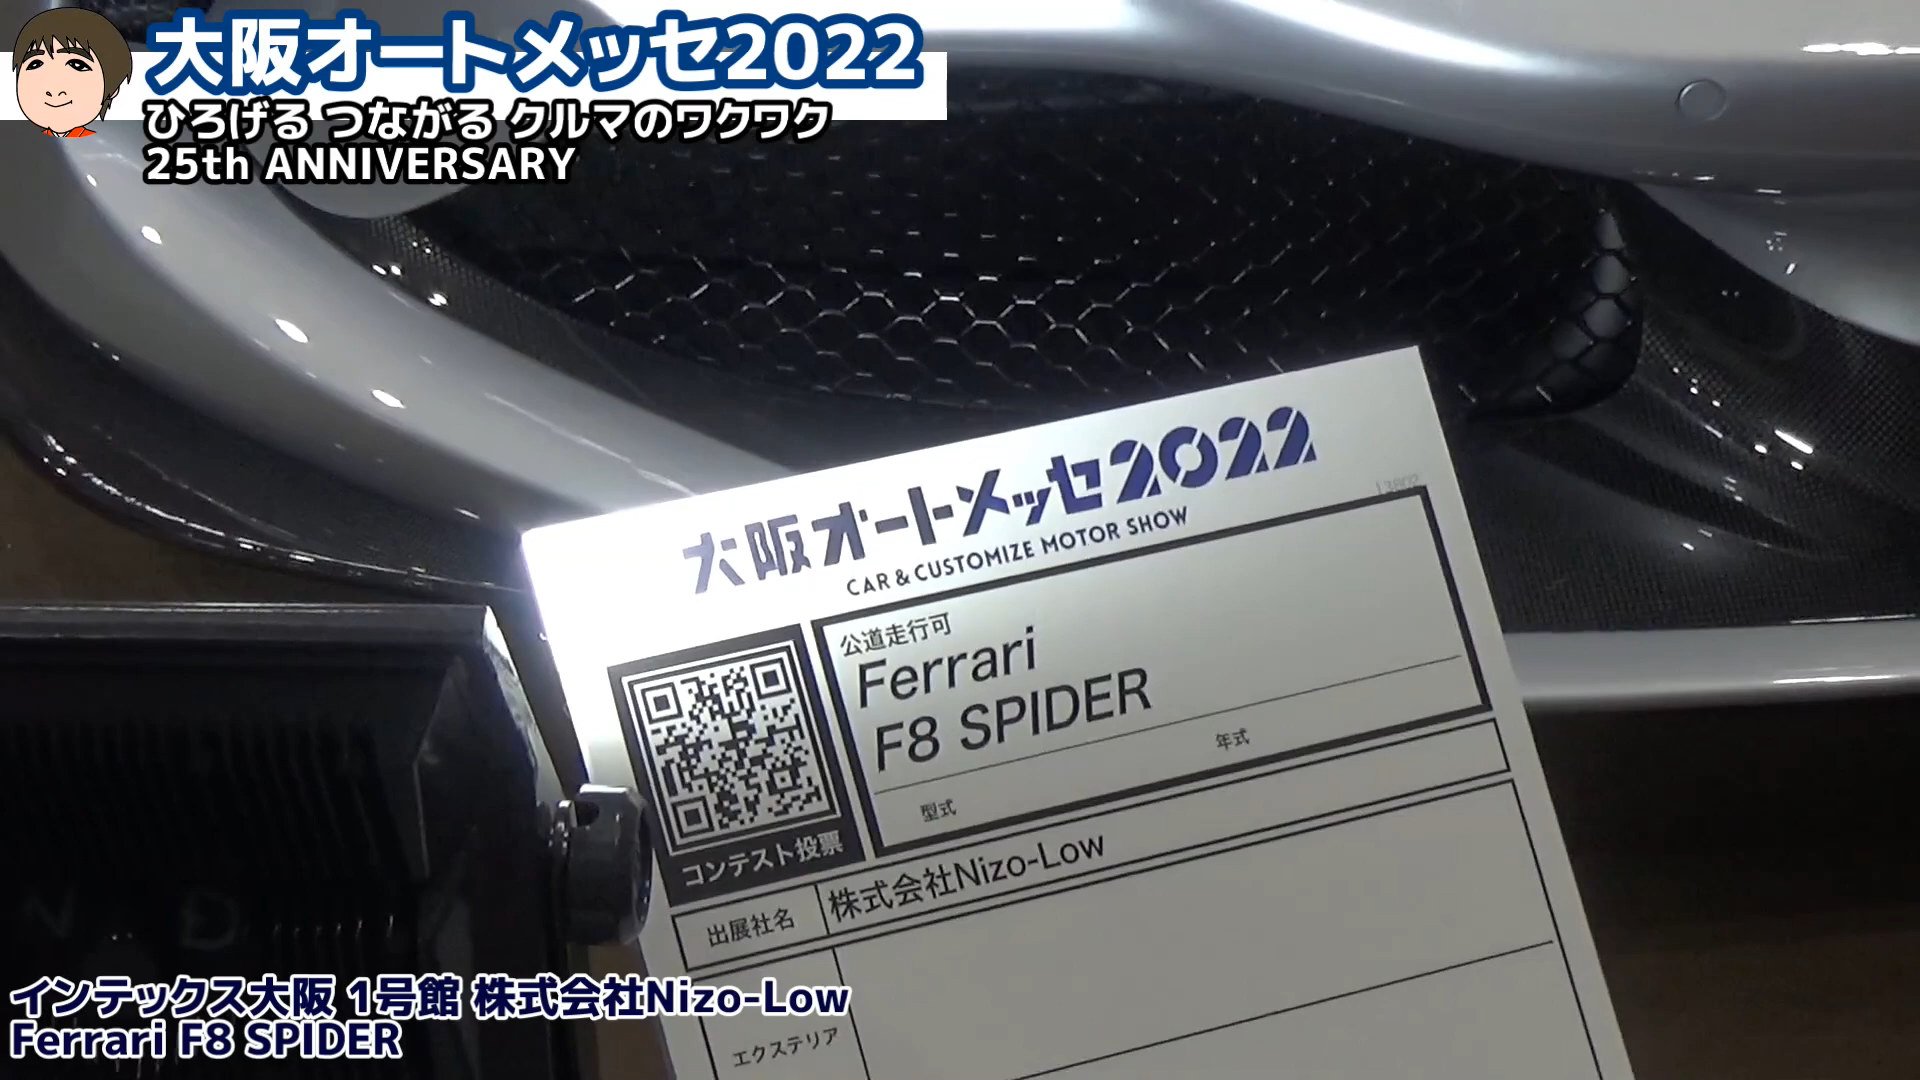 大阪オートメッセ2022
ひろげる つながる クルマのワクワク
25th ANNIVERSARY
大阪オートメッセ2022
CAR & CUSTOMIZE MOTOR SHOW
13802
公道走行可
Ferrari
F8 SPIDER
年式
型式
コンテスト投票
出展社名
株式会社Nizo-Low
エクステリア
インテックス大阪 1号館 株式会社Nizo-Low
Ferrari F8 SPIDER